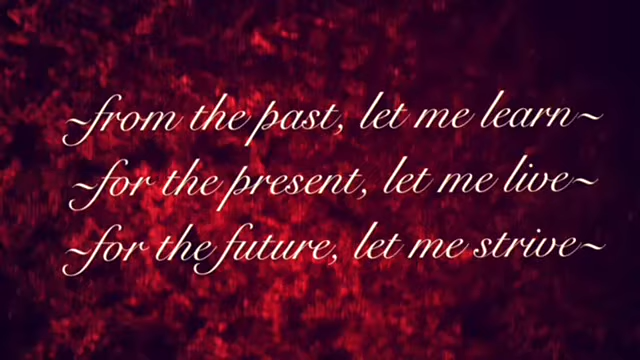 ~from the past, let me learn~
~for the present, let me live~
~for the future, let me strive~